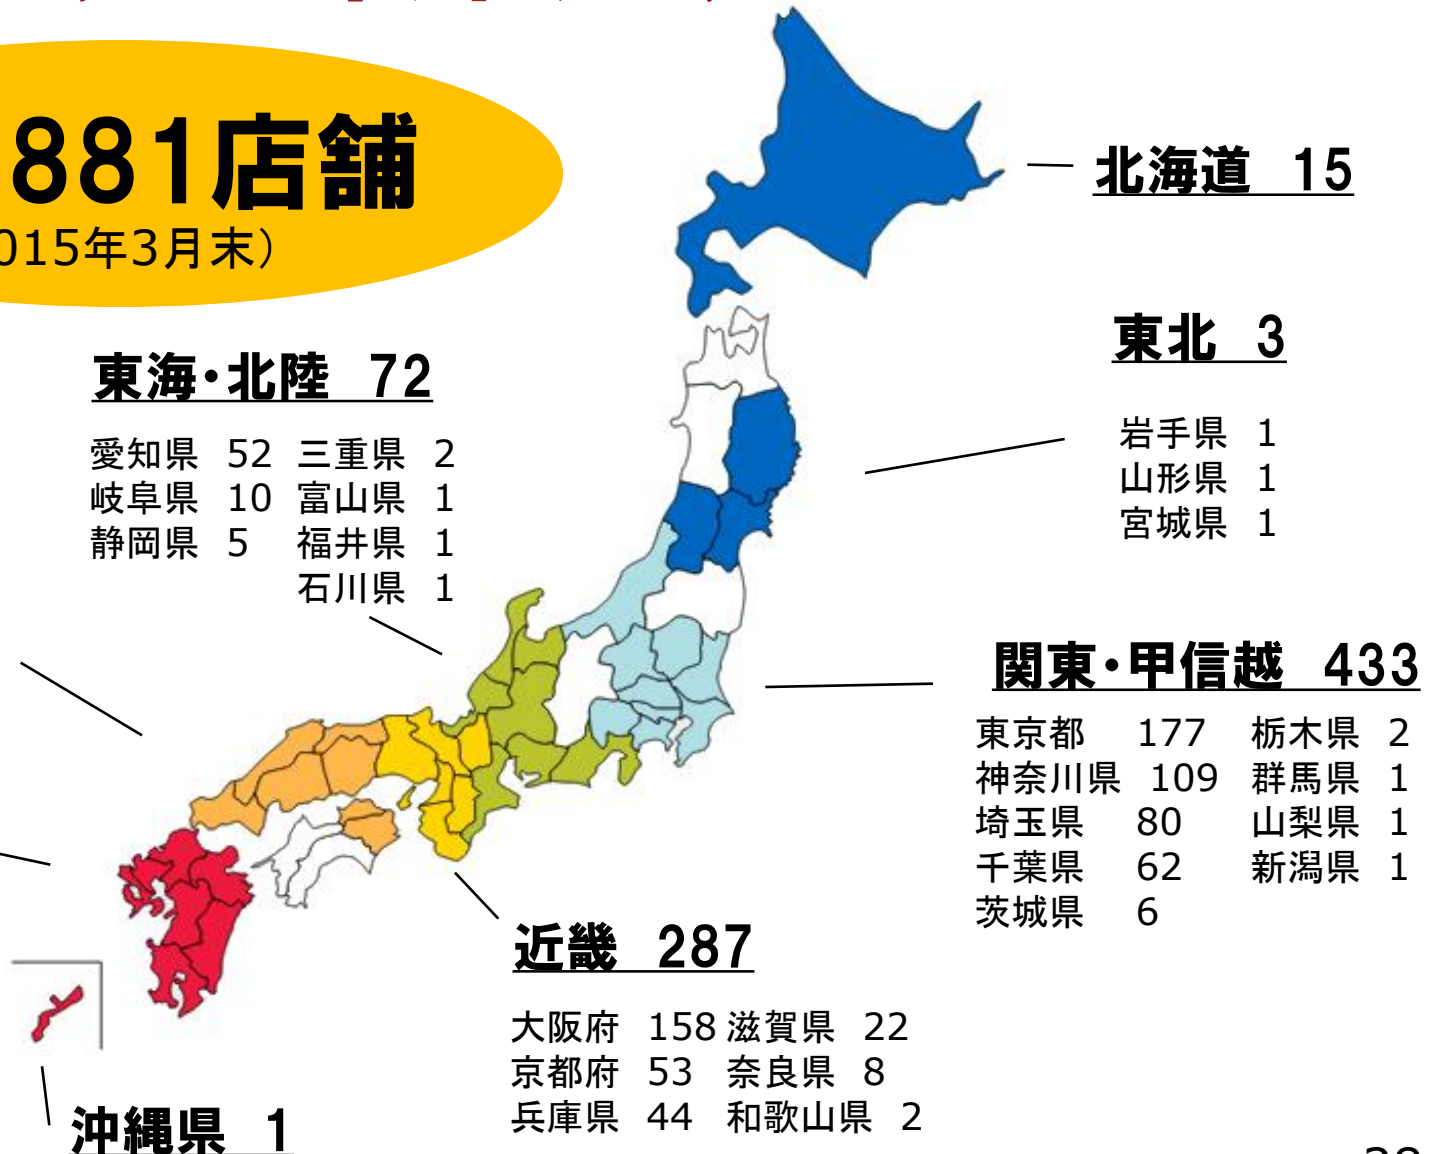 881店舗
015年3月末）
北海道 15
東北 3
岩手県 1
山形県 1
宮城県 1
東海・北陸 72
愛知県 52 三重県 2
岐阜県 10 富山県 1
静岡県 5 福井県 1
石川県 1
関東・甲信越 433
東京都 177 栃木県 2
神奈川県 109 群馬県 1
埼玉県 80 山梨県 1
千葉県 62 新潟県 1
茨城県 6
近畿 287
大阪府 158 滋賀県 22
京都府 53 奈良県 8
兵庫県 44 和歌山県 2
沖縄県 1